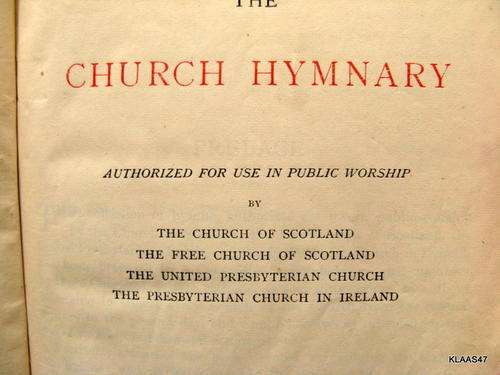 THE
CHURCH HYMNARY
AUTHORIZED FOR USE IN PUBLIC WORSHIP
BY
THE CHURCH OF SCOTLAND
THE FREE CHURCH OF SCOTLAND
THE UNITED PRESBYTERIAN CHURCH
THE PRESBYTERIAN CHURCH IN IRELAND
KLAAS47